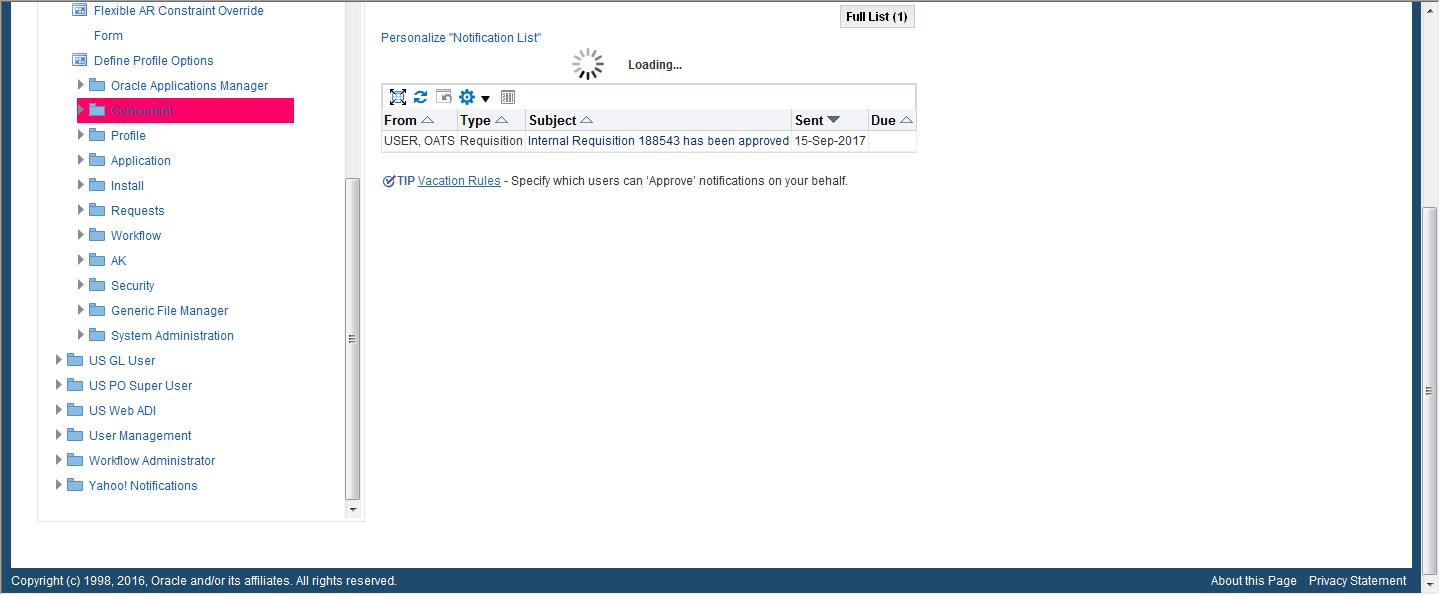 Flexible AR Constraint Override
Form
Define Profile Options
Oracle Applications Manager
Concurrent
Profile
Application
Install
Requests
Workflow
AK
Security
Generic File Manager
System Administration
US GL User
US PO Super User
US Web ADI
User Management
Workflow Administrator
Yahoo! Notifications
Full List (1)
Personalize "Notification List"
Loading...
From Type Subject Sent Due
USER, OATS Requisition Internal Requisition 188543 has been approved 15-Sep-2017
TIP Vacation Rules - Specify which users can ‘Approve’ notifications on your behalf.
Copyright (c) 1998, 2016, Oracle and/or its affiliates. All rights reserved. About this Page Privacy Statement